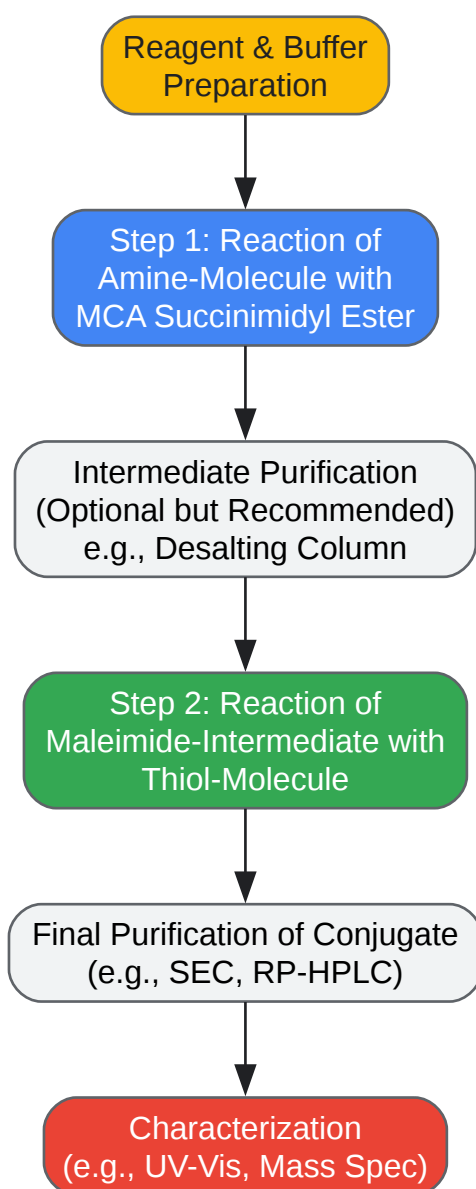 Reagent & Buffer
Preparation
Step 1: Reaction of
Amine-Molecule with
MCA Succinimidyl Ester
Intermediate Purification
(Optional but Recommended)
e.g., Desalting Column
Step 2: Reaction of
Maleimide-Intermediate with
Thiol-Molecule
Final Purification of Conjugate
(e.g., SEC, RP-HPLC)
Characterization
(e.g., UV-Vis, Mass Spec)